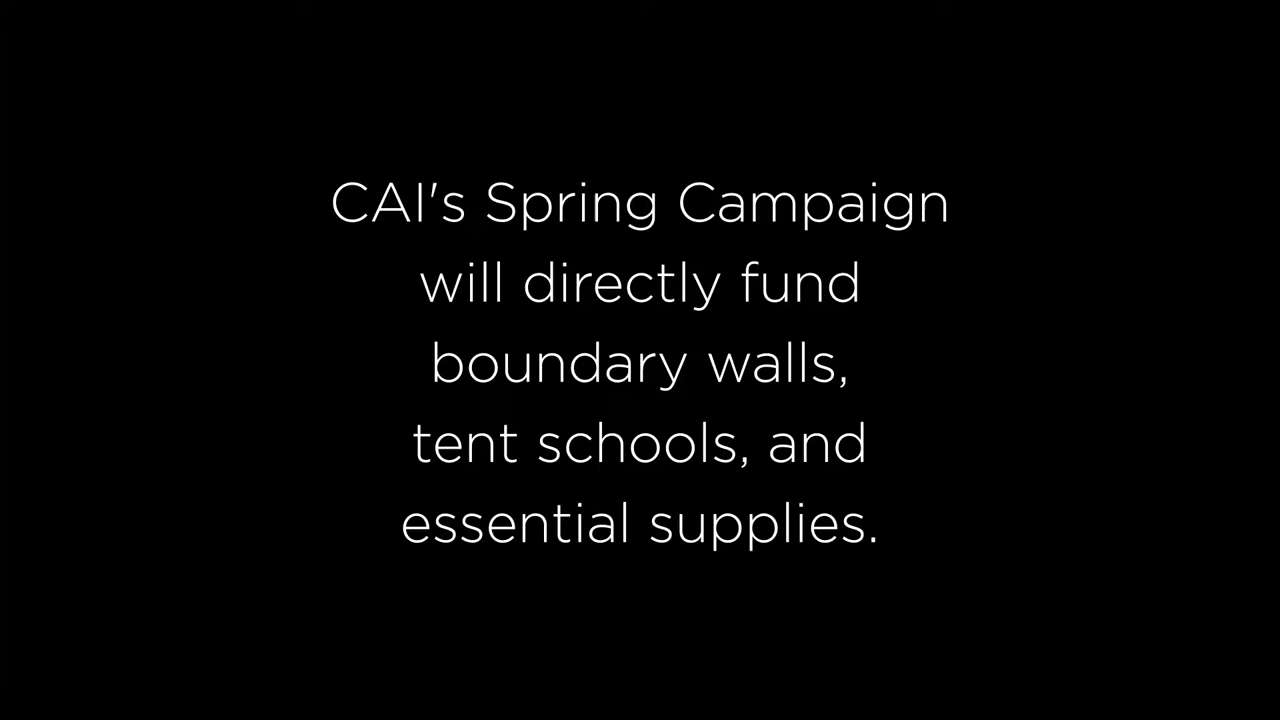 CAI's Spring Campaign
will directly fund
boundary walls,
tent schools, and
essential supplies.